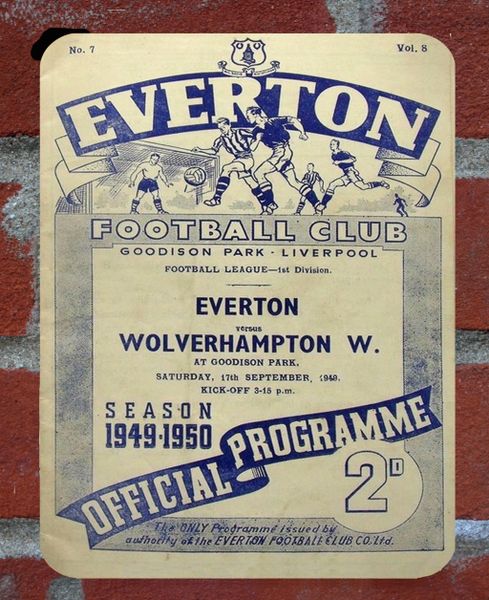 No. 7 Vol. 8
EVERTON
FOOTBALL CLUB
GOODISON PARK · LIVERPOOL
FOOTBALL LEAGUE—1st Division.
EVERTON
versus
WOLVERHAMPTON W.
AT GOODISON PARK,
SATURDAY, 17th SEPTEMBER, 1949.
KICK-OFF 3-15 p.m.
SEASON
1949·1950
OFFICIAL PROGRAMME
2D
The ONLY Programme issued by
authority of the EVERTON FOOTBALL CLUB CO. Ltd.